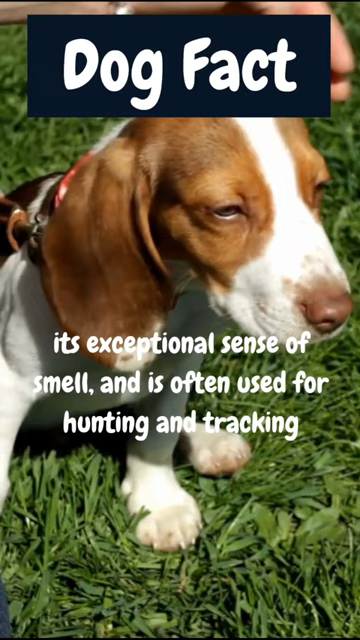 Dog Fact
its exceptional sense of
smell, and is often used for
hunting and tracking